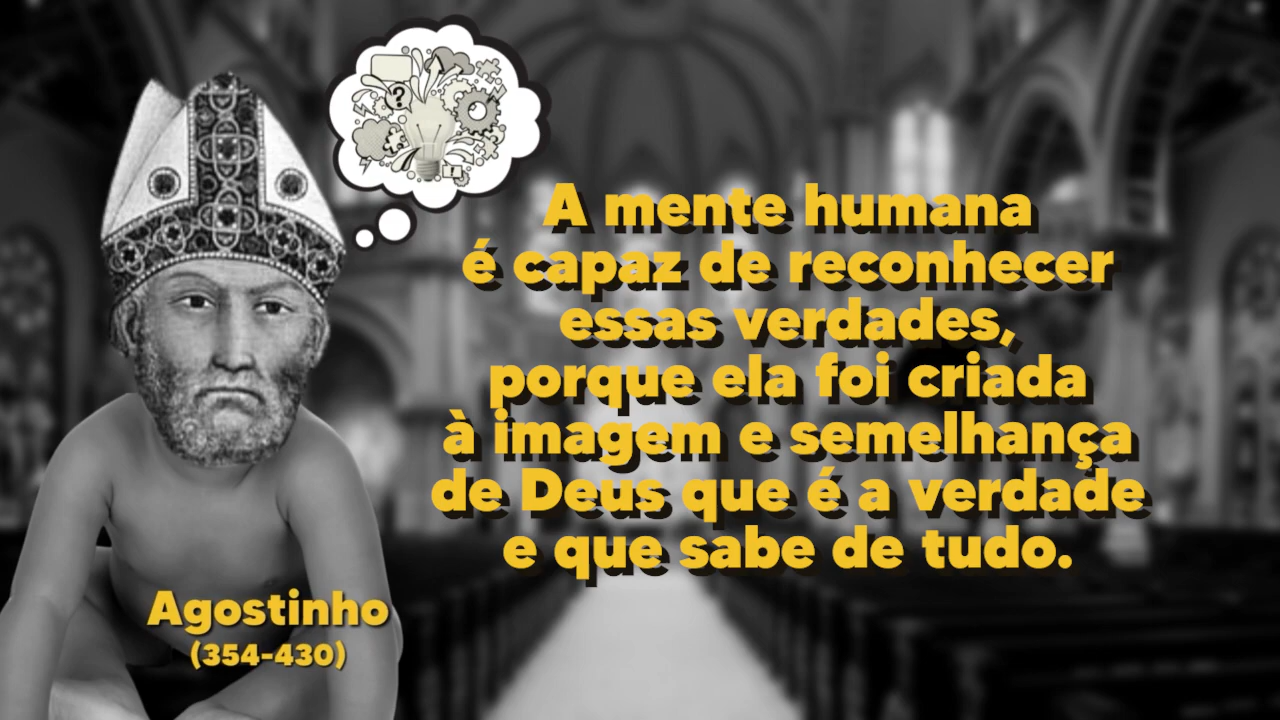 A mente humana
é capaz de reconhecer
essas verdades,
porque ela foi criada
à imagem e semelhança
de Deus que é a verdade
e que sabe de tudo.
Agostinho
(354-430)